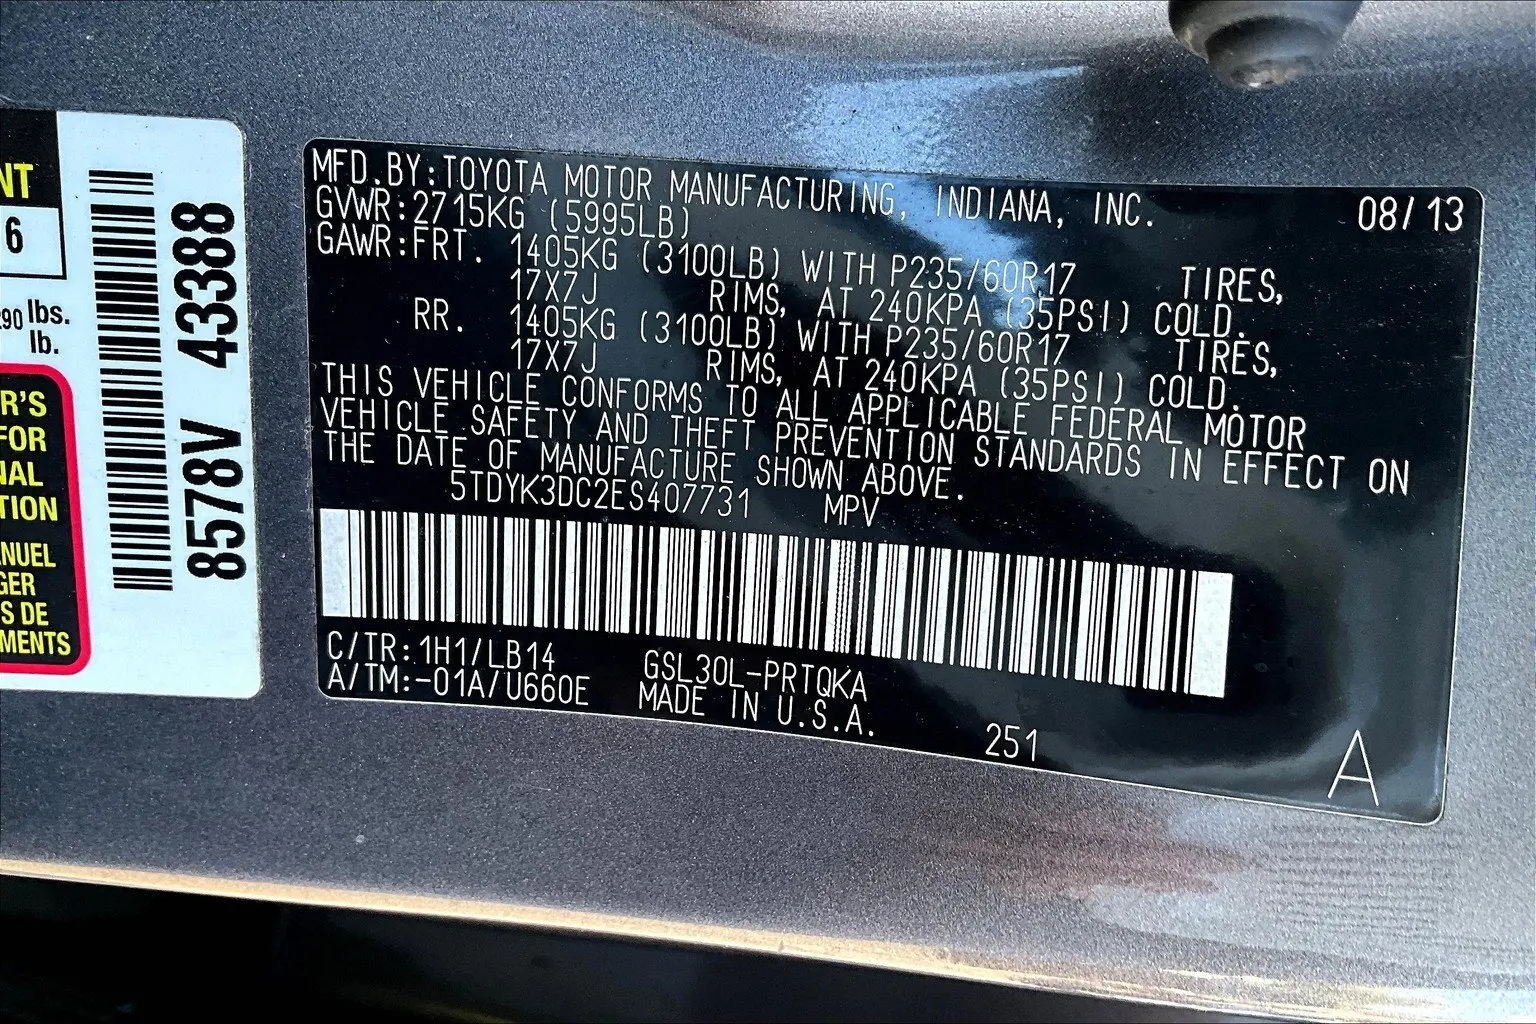 NT
6
290 lbs.
lb.
R'S
FOR
NAL
TION
NUEL
GER
S DE
MENTS
8578V 43388
MFD.BY:TOYOTA MOTOR MANUFACTURING, INDIANA, INC. 08/13
GVWR:2715KG (5995LB)
GAWR:FRT. 1405KG (3100LB) WITH P235/60R17 TIRES,
17X7J RIMS, AT 240KPA (35PSI) COLD.
RR. 1405KG (3100LB) WITH P235/60R17 TIRES,
17X7J RIMS, AT 240KPA (35PSI) COLD.
THIS VEHICLE CONFORMS TO ALL APPLICABLE FEDERAL MOTOR
VEHICLE SAFETY AND THEFT PREVENTION STANDARDS IN EFFECT ON
THE DATE OF MANUFACTURE SHOWN ABOVE.
5TDYK3DC2ES407731 MPV
C/TR:1H1/LB14 GSL30L-PRTQKA
A/TM:-01A/U660E MADE IN U.S.A.
251
A